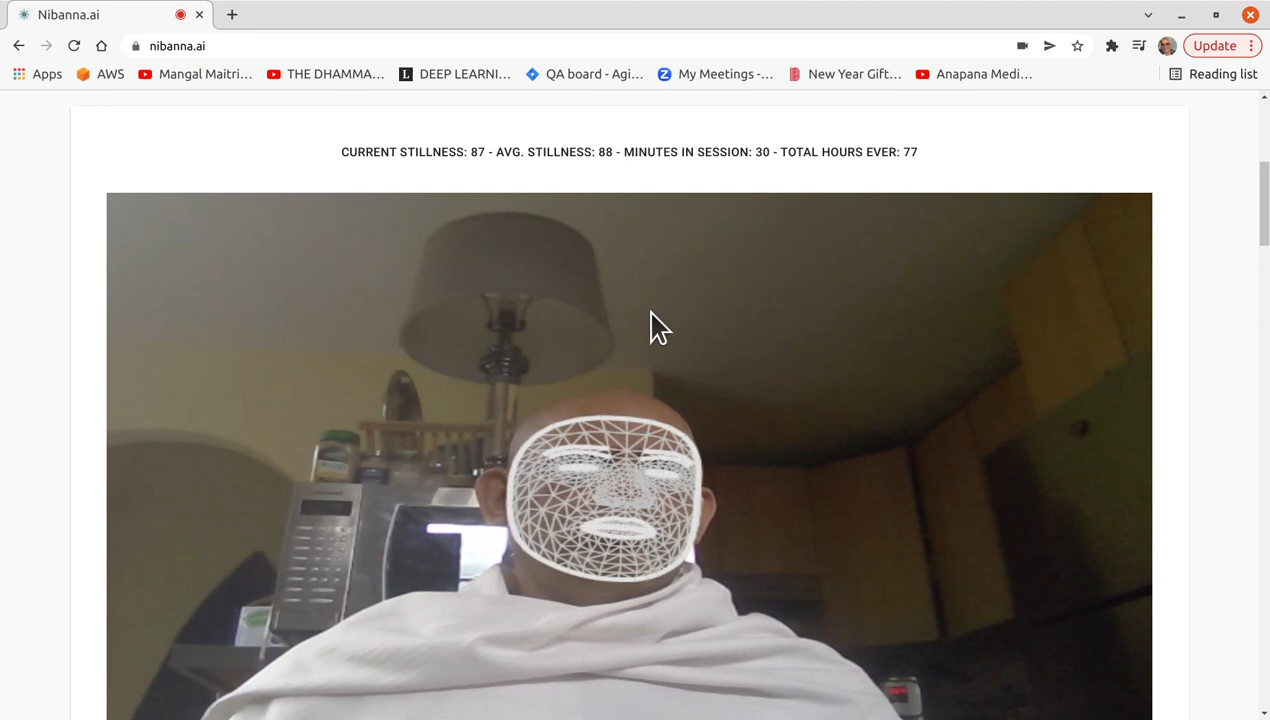 Nibanna.ai
nibanna.ai
Update
Apps AWS Mangal Maitri... THE DHAMMA... L DEEP LEARNI... QA board - Agi... Z My Meetings -... B New Year Gift... Anapana Medi... Reading list
CURRENT STILLNESS: 87 - AVG. STILLNESS: 88 - MINUTES IN SESSION: 30 - TOTAL HOURS EVER: 77